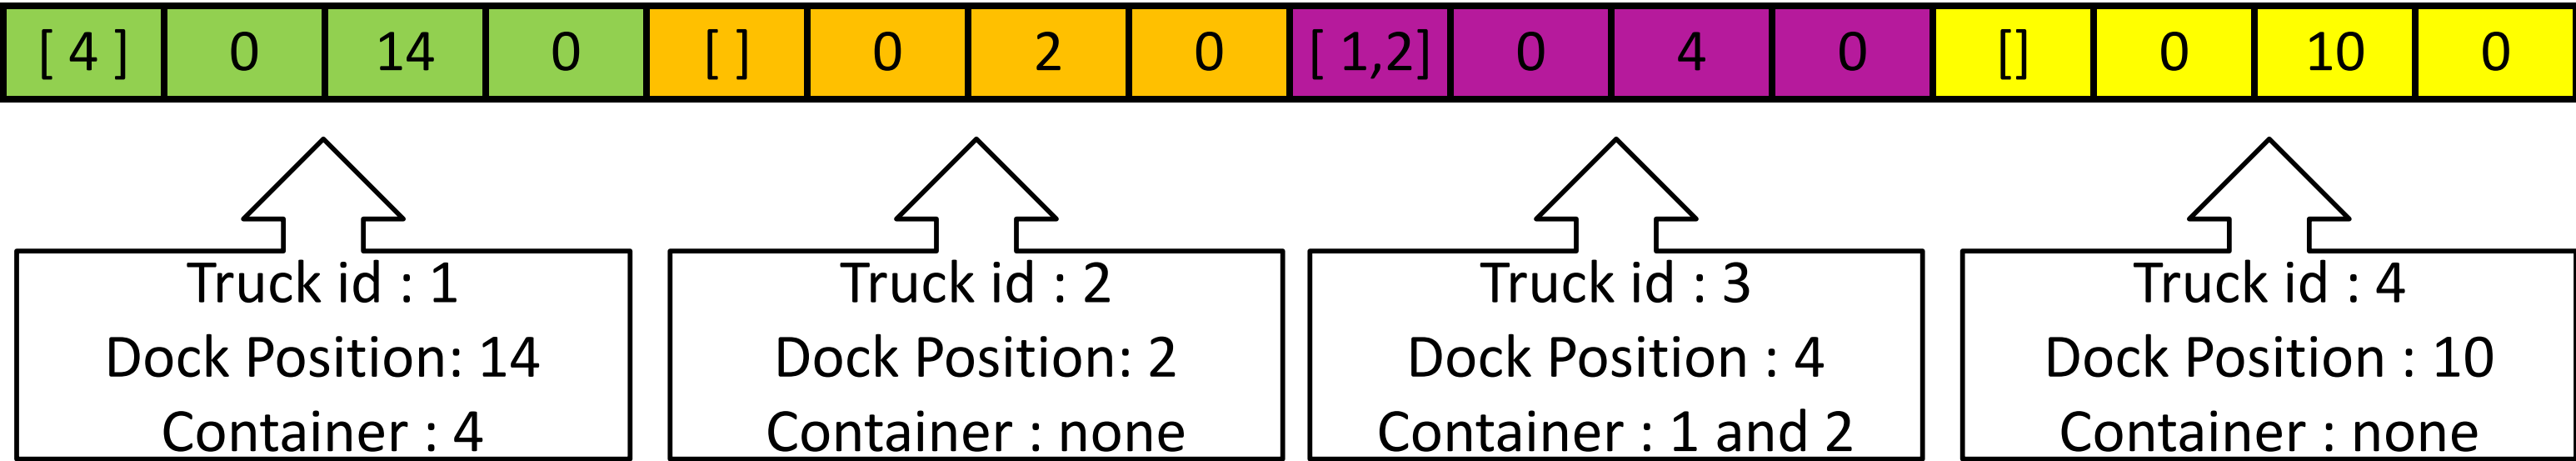 [ 4 ] 0 14 0 [ ] 0 2 0 [ 1,2] 0 4 0 [] 0 10 0
Truck id : 1
Dock Position: 14
Container : 4
Truck id : 2
Dock Position: 2
Container : none
Truck id : 3
Dock Position : 4
Container : 1 and 2
Truck id : 4
Dock Position : 10
Container : none